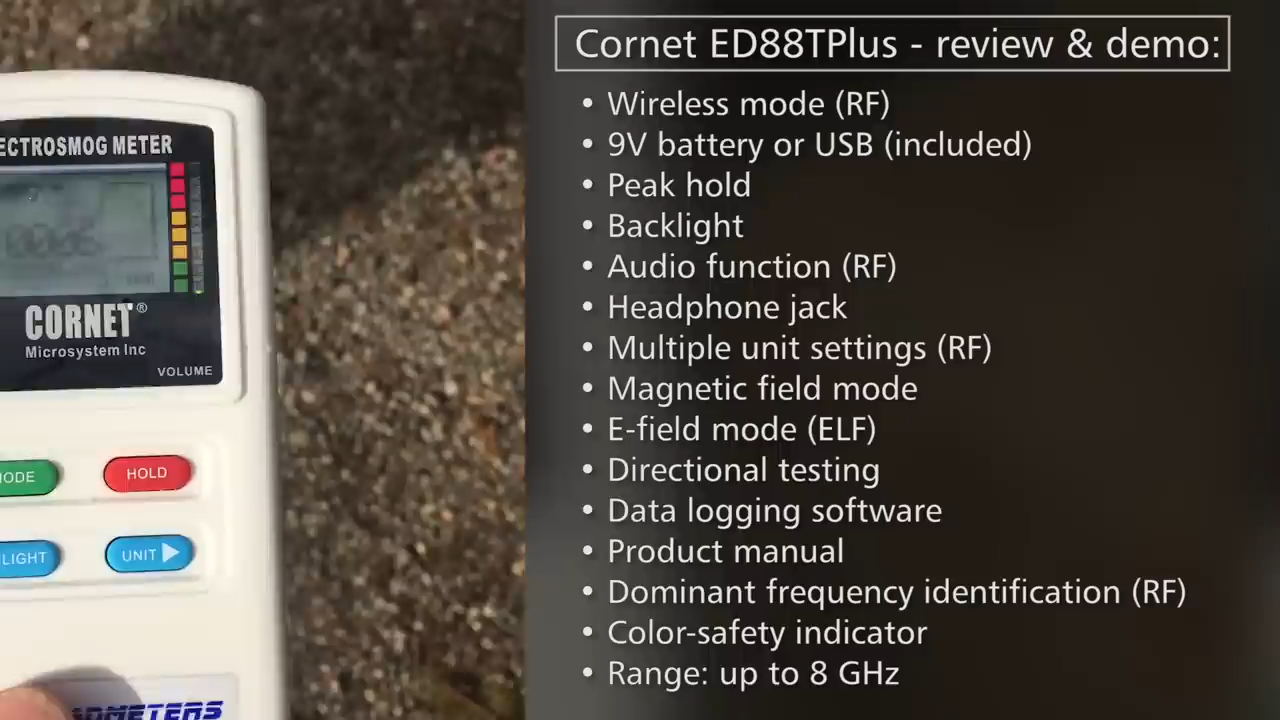 Cornet ED88TPlus - review & demo:
• Wireless mode (RF)
• 9V battery or USB (included)
• Peak hold
• Backlight
• Audio function (RF)
• Headphone jack
• Multiple unit settings (RF)
• Magnetic field mode
• E-field mode (ELF)
• Directional testing
• Data logging software
• Product manual
• Dominant frequency identification (RF)
• Color-safety indicator
• Range: up to 8 GHz
ECTROSMOG METER
CORNET®
Microsystem Inc
VOLUME
ODE
HOLD
LIGHT
UNIT
METERS